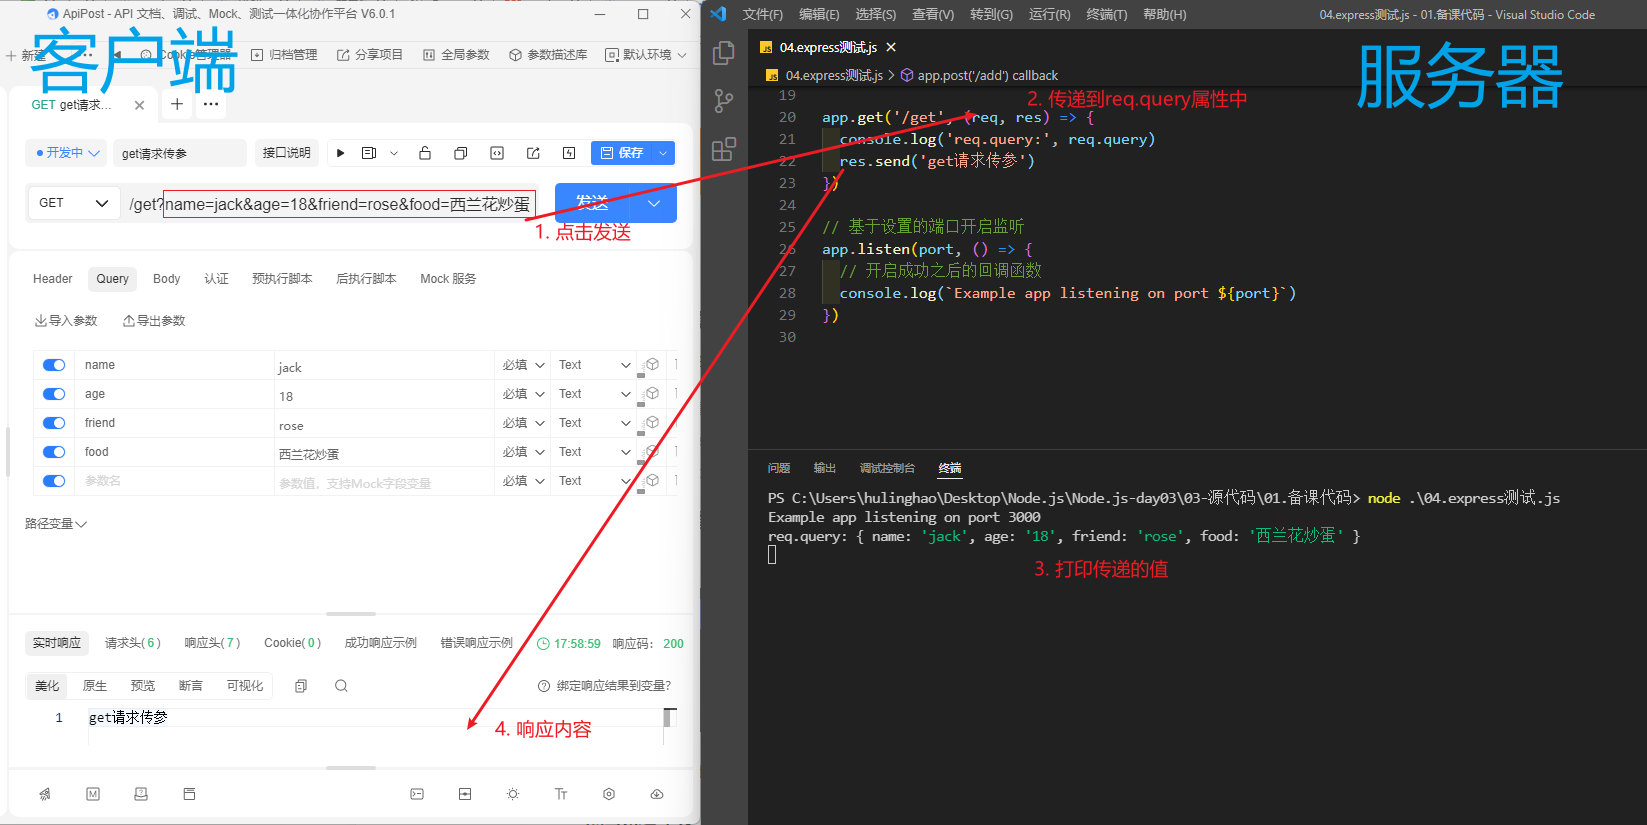 ApiPost - API 文档、调试、Mock、测试一体化协作平台 V6.0.1
客户端
新建
Cookie管理器
归档管理
分享项目
全局参数
参数描述库
默认环境
GET get请求...
开发中
get请求传参
接口说明
保存
GET
/get?name=jack&age=18&friend=rose&food=西兰花炒蛋
发送
1. 点击发送
Header
Query
Body
认证
预执行脚本
后执行脚本
Mock 服务
导入参数
导出参数
name
jack
必填
Text
age
18
必填
Text
friend
rose
必填
Text
food
西兰花炒蛋
必填
Text
参数名
参数值，支持Mock字段变量
必填
Text
路径变量
实时响应
请求头(6)
响应头(7)
Cookie(0)
成功响应示例
错误响应示例
17:58:59
响应码：
200
美化
原生
预览
断言
可视化
绑定响应结果到变量?
1
get请求传参
4. 响应内容
文件(F)
编辑(E)
选择(S)
查看(V)
转到(G)
运行(R)
终端(T)
帮助(H)
04.express测试.js - 01.备课代码 - Visual Studio Code
JS 04.express测试.js
服务器
JS 04.express测试.js > app.post('/add') callback
2. 传递到req.query属性中
19
20 app.get('/get', (req, res) => {
21 console.log('req.query:', req.query)
22 res.send('get请求传参')
23 })
24
25 // 基于设置的端口开启监听
26 app.listen(port, () => {
27 // 开启成功之后的回调函数
28 console.log(`Example app listening on port ${port}`)
29 })
30
问题
输出
调试控制台
终端
PS C:\Users\hulinghao\Desktop\Node.js\Node.js-day03\03-源代码\01.备课代码> node .\04.express测试.js
Example app listening on port 3000
req.query: { name: 'jack', age: '18', friend: 'rose', food: '西兰花炒蛋' }
3. 打印传递的值